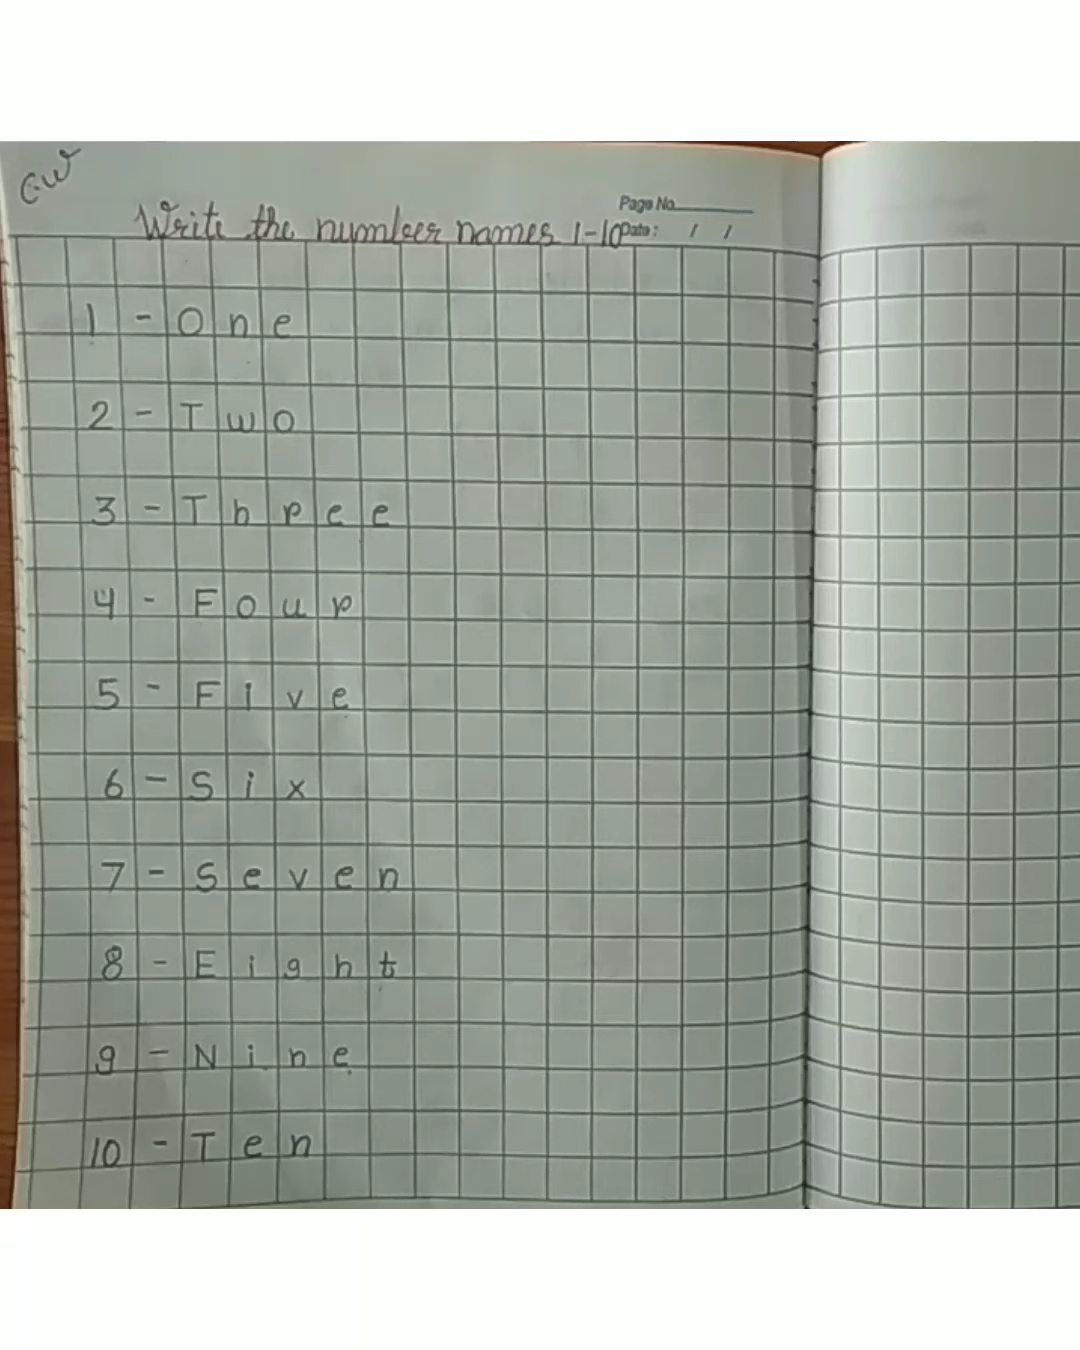 C.W
Page No.
Write the number names 1-10
Date: / /
1 - One
2 - Two
3 - Three
4 - Four
5 - Five
6 - Six
7 - Seven
8 - Eight
9 - Nine
10 - Ten